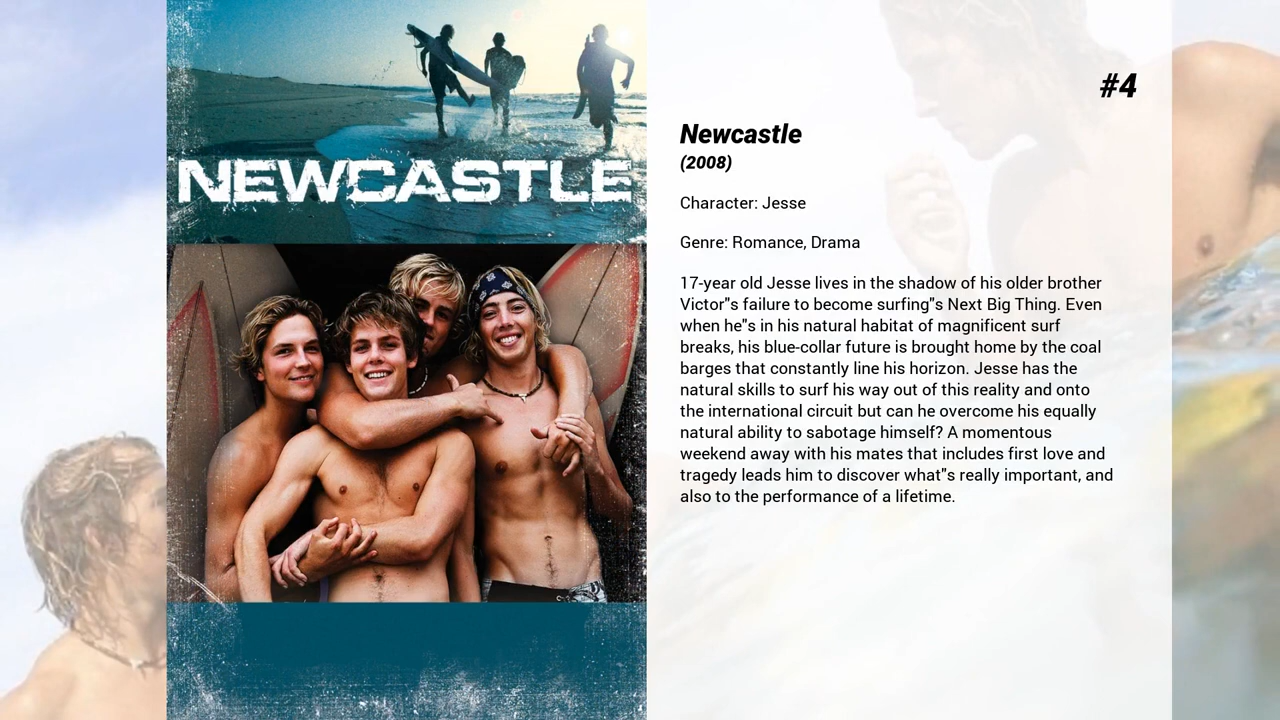 NEWCASTLE
#4
Newcastle
(2008)
Character: Jesse
Genre: Romance, Drama
17-year old Jesse lives in the shadow of his older brother
Victor"s failure to become surfing"s Next Big Thing. Even
when he"s in his natural habitat of magnificent surf
breaks, his blue-collar future is brought home by the coal
barges that constantly line his horizon. Jesse has the
natural skills to surf his way out of this reality and onto
the international circuit but can he overcome his equally
natural ability to sabotage himself? A momentous
weekend away with his mates that includes first love and
tragedy leads him to discover what"s really important, and
also to the performance of a lifetime.